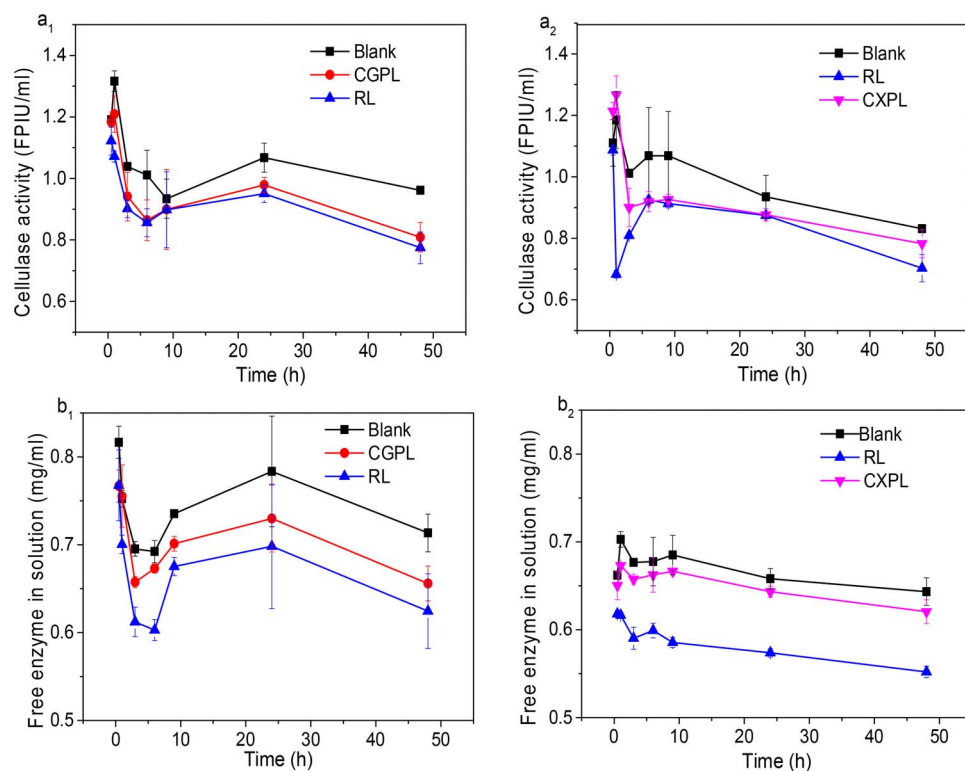 a1
Cellulase activity (FPIU/ml)
1.4
1.2
1.0
0.8
0.6
0
10
20
30
40
50
Time (h)
Blank
CGPL
RL
a2
Ccllulase activity (FPIU/ml)
1.4
1.2
1.0
0.8
0.6
0
10
20
30
40
50
Time (h)
Blank
RL
CXPL
b1
Free enzyme in solution (mg/ml)
0.8
0.7
0.6
0.5
0
10
20
30
40
50
Time (h)
Blank
CGPL
RL
b2
Free enzyme in solution (mg/ml)
0.8
0.7
0.6
0.5
0
10
20
30
40
50
Time (h)
Blank
RL
CXPL